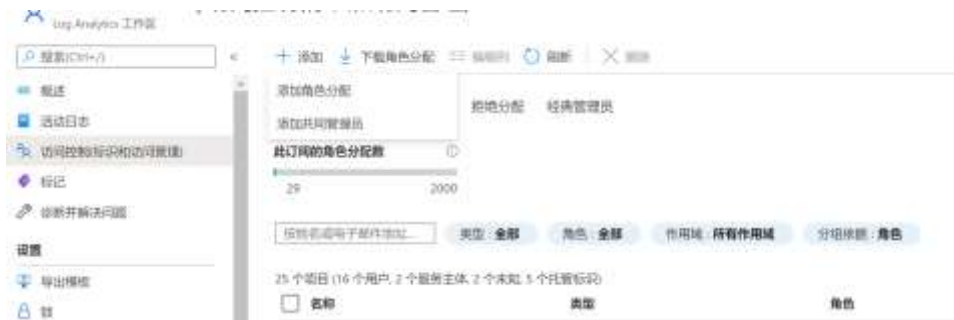 Log Analytics 工作区
搜索(Ctrl+/)
«
添加
下载角色分配
刷新
概述
添加角色分配
拒绝分配
经典管理员
活动日志
添加共同管理员
访问控制(标识和访问管理)
此订阅的角色分配数
标记
29
2000
诊断并解决问题
按姓名或电子邮件地址...
类型：全部
角色：全部
作用域：所有作用域
分组依据：角色
设置
导出模板
25 个项目 (16 个用户, 2 个服务主体, 2 个未知, 5 个托管标识)
锁
名称
类型
角色